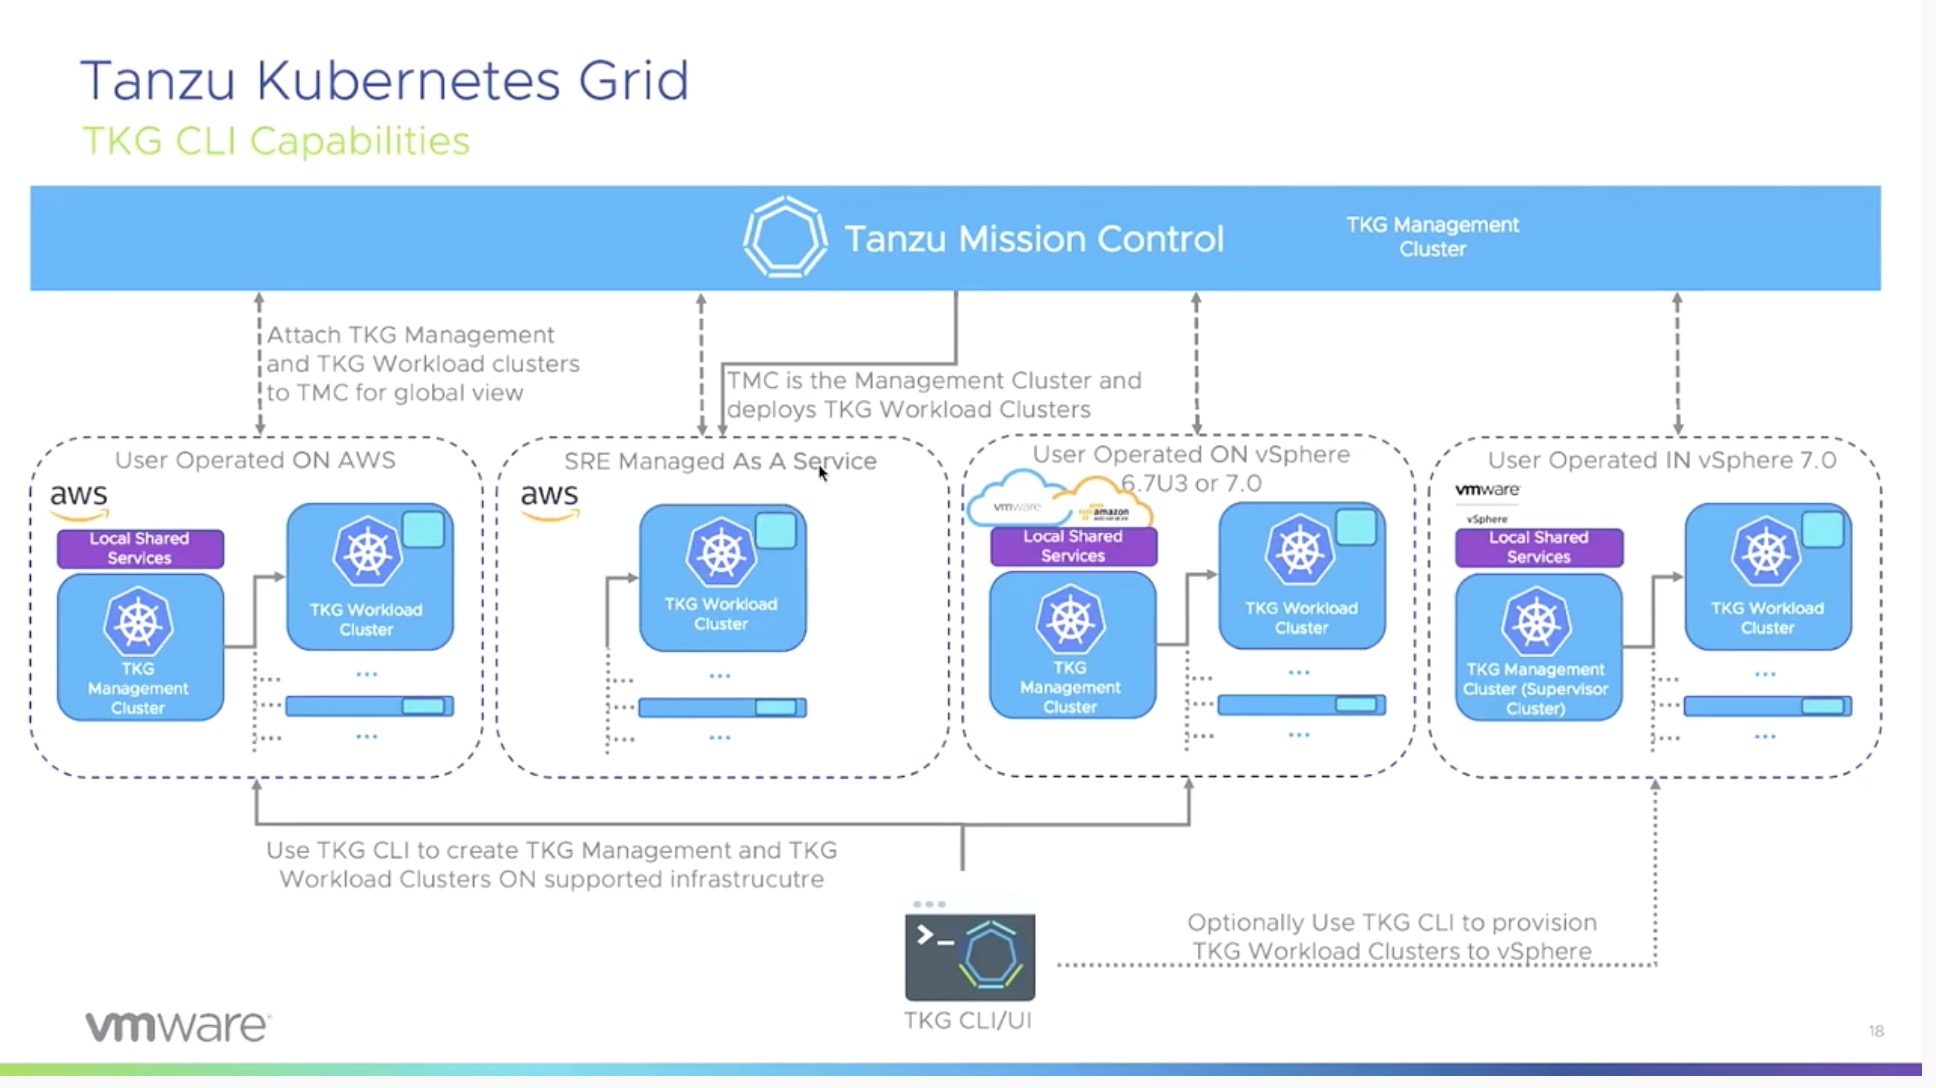 Tanzu Kubernetes Grid
TKG CLI Capabilities
Tanzu Mission Control
TKG Management
Cluster
Attach TKG Management
and TKG Workload clusters
to TMC for global view
TMC is the Management Cluster and
deploys TKG Workload Clusters
User Operated ON AWS
aws
Local Shared
Services
TKG
Management
Cluster
TKG Workload
Cluster
...
...
SRE Managed As A Service
aws
TKG Workload
Cluster
...
...
User Operated ON vSphere
6.7U3 or 7.0
vmware
amazon
Local Shared
Services
TKG
Management
Cluster
TKG Workload
Cluster
...
...
User Operated IN vSphere 7.0
vmware
vSphere
Local Shared
Services
TKG Management
Cluster (Supervisor
Cluster)
TKG Workload
Cluster
...
...
Use TKG CLI to create TKG Management and TKG
Workload Clusters ON supported infrastrucutre
>_
TKG CLI/UI
Optionally Use TKG CLI to provision
TKG Workload Clusters to vSphere
vmware
18